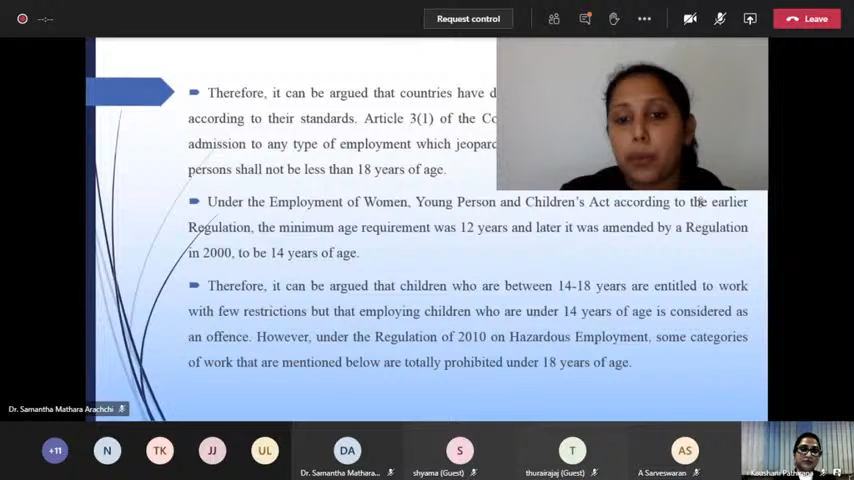 --:--
Request control
Leave
Therefore, it can be argued that countries have d
according to their standards. Article 3(1) of the Co
admission to any type of employment which jeopar
persons shall not be less than 18 years of age.
Under the Employment of Women, Young Person and Children's Act according to the earlier
Regulation, the minimum age requirement was 12 years and later it was amended by a Regulation
in 2000, to be 14 years of age.
Therefore, it can be argued that children who are between 14-18 years are entitled to work
with few restrictions but that employing children who are under 14 years of age is considered as
an offence. However, under the Regulation of 2010 on Hazardous Employment, some categories
of work that are mentioned below are totally prohibited under 18 years of age.
Dr. Samantha Mathara Arachchi
+11 N TK JJ UL DA S T AS
Dr. Samantha Mathara... shyama (Guest) thurairajaj (Guest) A Sarveswaran Kaushani Pathirana